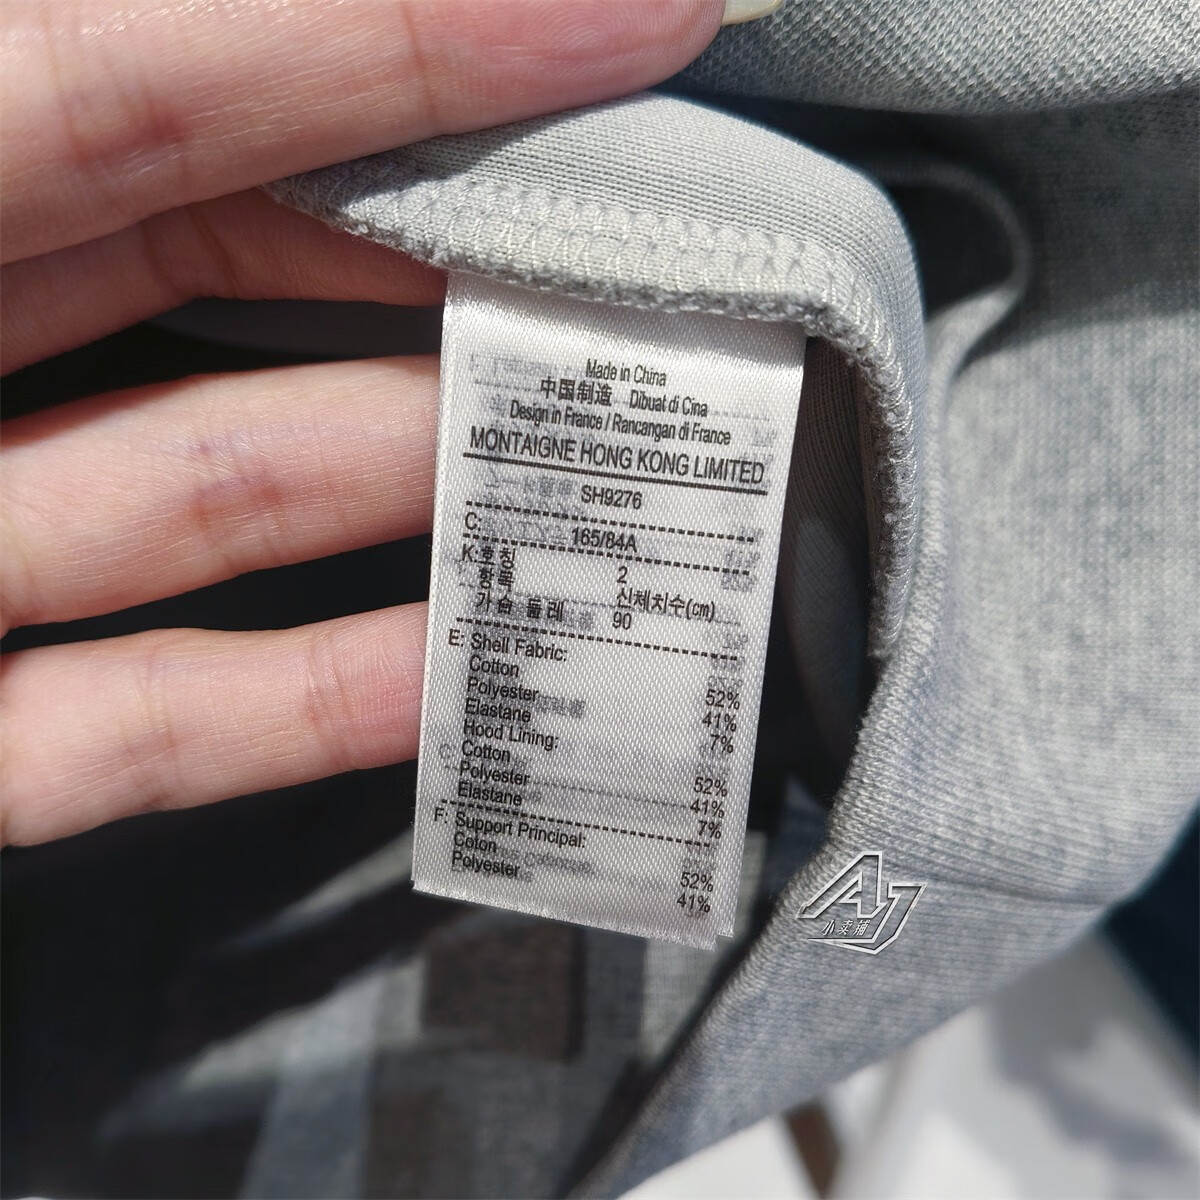 Made in China
中国制造 Dibuat di Cina
Design in France / Rancangan di France
MONTAIGNE HONG KONG LIMITED
SH9276
C: 165/84A
K: 호칭 2
항목 신체치수(cm)
가슴둘레 90
E: Shell Fabric:
Cotton 52%
Polyester 41%
Elastane 7%
Hood Lining:
Cotton 52%
Polyester 41%
Elastane 7%
F: Support Principal:
Coton 52%
Polyester 41%
AJ
小卖铺